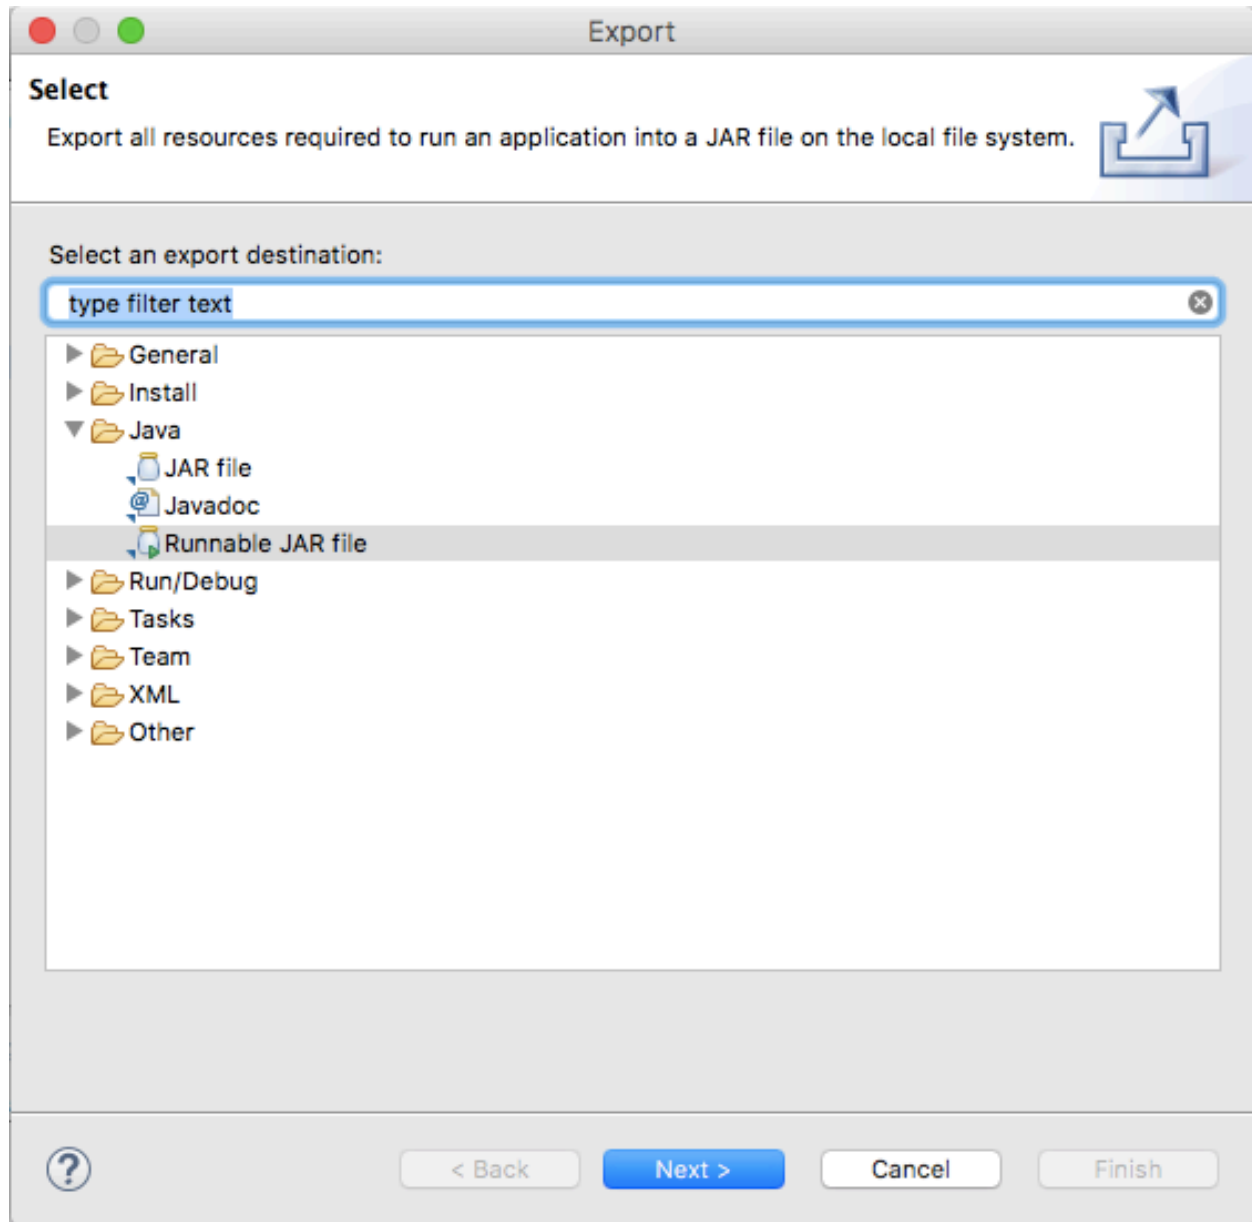 Export
Select
Export all resources required to run an application into a JAR file on the local file system.
Select an export destination:
type filter text
General
Install
Java
JAR file
Javadoc
Runnable JAR file
Run/Debug
Tasks
Team
XML
Other
? < Back Next > Cancel Finish